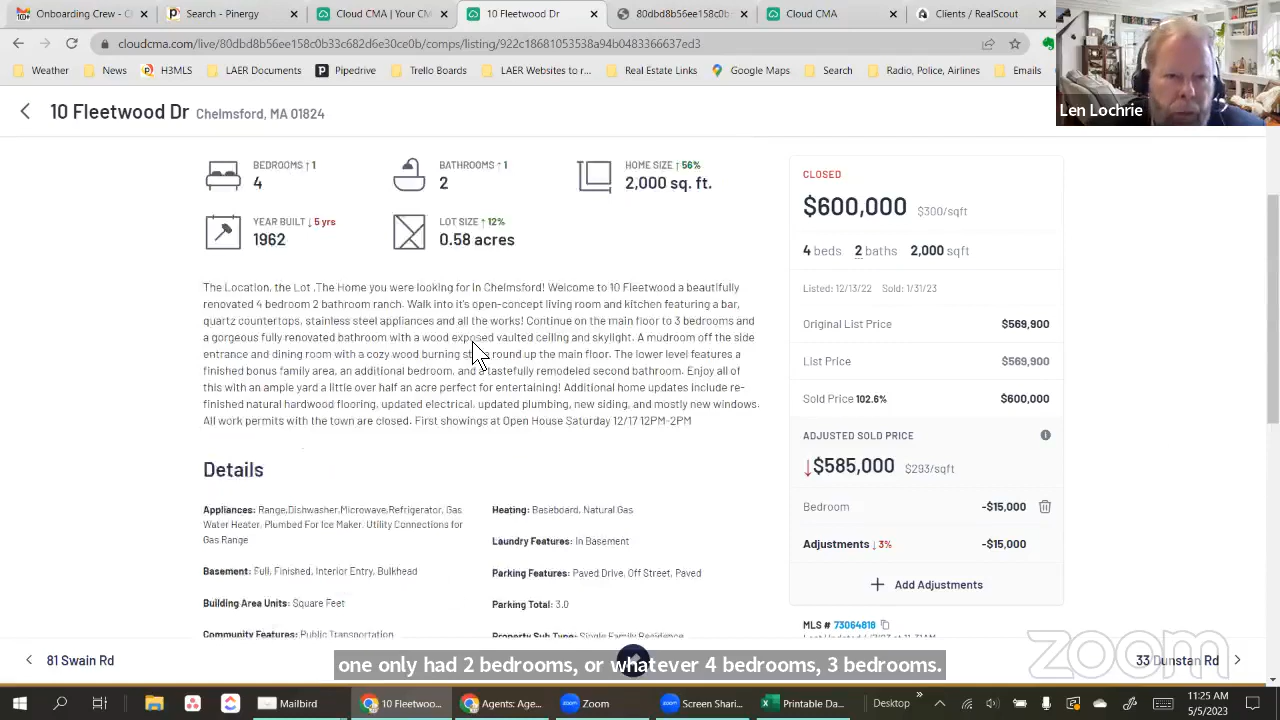 Inbox (30) - emai
Settings
Cloud CMA / You
10 Fleetwood Dr
80dbd8f6ee158c0b
Cloud CMA
Clients / RealScout
cloudcma.com/live/80dbd8f6ee158c0b33c66e3e0eb360ed/922c188181053538a96b0483366637ed3
Weather
Chelmsford News
H3MLS
LAER Documents
Pipeline...
Trello Boards
LAER Websites to r...
Real Estate Links
Google Maps
Search
Radio, Police, Airlines
Emails
Len Lochrie
10 Fleetwood Dr Chelmsford, MA 01824
BEDROOMS ↑ 1
4
BATHROOMS ↑ 1
2
HOME SIZE ↑ 56%
2,000 sq. ft.
YEAR BUILT ↓ 5 yrs
1962
LOT SIZE ↑ 12%
0.58 acres
The Location, the Lot ,The Home you were looking for in Chelmsford! Welcome to 10 Fleetwood a beautifully
renovated 4 bedroom 2 bathroom ranch. Walk into it's open-concept living room and kitchen featuring a bar,
quartz countertops, stainless steel appliances and all the works! Continue on the main floor to 3 bedrooms and
a gorgeous fully renovated bathroom with a wood exposed vaulted ceiling and skylight. A mudroom off the side
entrance and dining room with a cozy wood burning round up the main floor. The lower level features a
finished bonus family area, an additional bedroom, and a tastefully remodeled second bathroom. Enjoy all of
this with an ample yard a little over half an acre perfect for entertaining! Additional home updates include re-
finished natural hardwood flooring, updated electrical, updated plumbing, new siding, and mostly new windows.
All work permits with the town are closed. First showings at Open House Saturday 12/17 12PM-2PM
Details
Appliances: Range,Dishwasher,Microwave,Refrigerator, Gas
Water Heater, Plumbed For Ice Maker, Utility Connections for
Gas Range
Basement: Full, Finished, Interior Entry, Bulkhead
Building Area Units: Square Feet
Community Features: Public Transportation
Heating: Baseboard, Natural Gas
Laundry Features: In Basement
Parking Features: Paved Drive, Off Street, Paved
Parking Total: 3.0
Property Sub Type: Single Family Residence
CLOSED
$600,000 $300/sqft
4 beds 2 baths 2,000 sqft
Listed: 12/13/22 Sold: 1/31/23
Original List Price $569,900
List Price $569,900
Sold Price 102.6% $600,000
ADJUSTED SOLD PRICE
↓$585,000 $293/sqft
Bedroom -$15,000
Adjustments ↓ 3% -$15,000
+ Add Adjustments
MLS # 73064818
81 Swain Rd
33 Dunstan Rd
zoom
one only had 2 bedrooms, or whatever 4 bedrooms, 3 bedrooms.
Mailbird
10 Fleetwoo...
Agents: Age...
Zoom
Screen Shar...
Printable Da...
Desktop
11:25 AM
5/5/2023